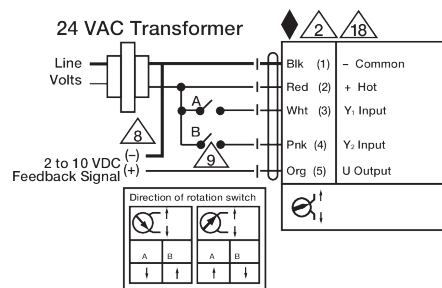 24 VAC Transformer
2 18
Line
Volts
Blk (1) – Common
Red (2) + Hot
A
Wht (3) Y₁ Input
B
Pnk (4) Y₂ Input
8
9
(–)
2 to 10 VDC (+)
Feedback Signal
Org (5) U Output
Direction of rotation switch
A B A B